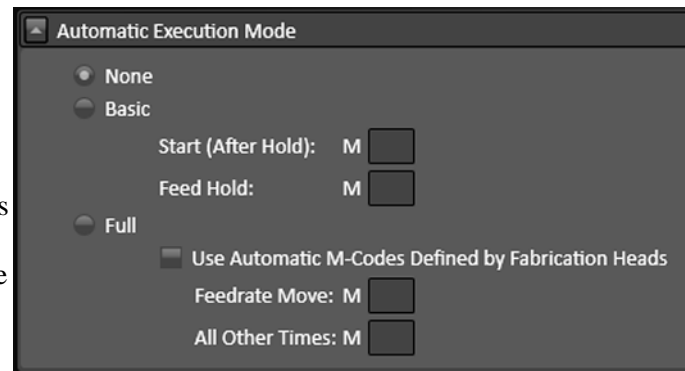 Automatic Execution Mode
None
Basic
Start (After Hold): M
Feed Hold: M
s
Full
Use Automatic M-Codes Defined by Fabrication Heads
e
Feedrate Move: M
All Other Times: M